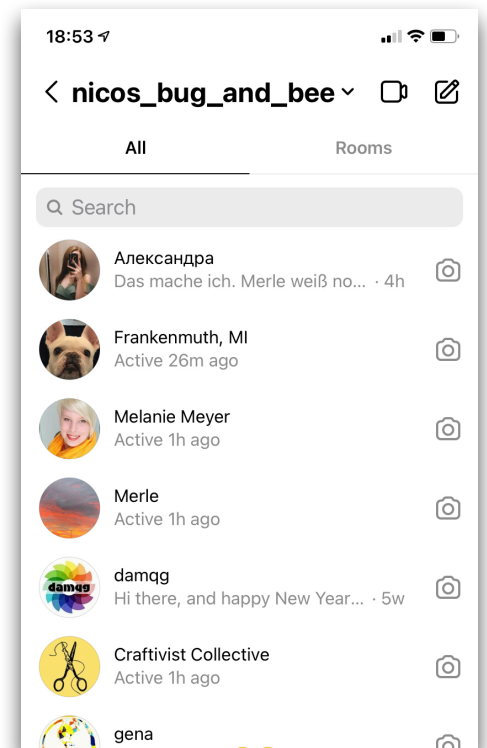 18:53
nicos_bug_and_bee
All
Rooms
Search
Александра
Das mache ich. Merle weiß no... · 4h
Frankenmuth, MI
Active 26m ago
Melanie Meyer
Active 1h ago
Merle
Active 1h ago
damqg
damqg
Hi there, and happy New Year... · 5w
Craftivist Collective
Active 1h ago
gena